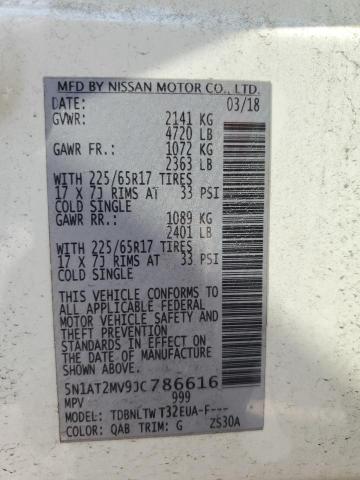 MFD BY NISSAN MOTOR CO., LTD.
DATE: 03/18
GVWR: 2141 KG
4720 LB
GAWR FR.: 1072 KG
2363 LB
WITH 225/65R17 TIRES
17 X 7J RIMS AT 33 PSI
COLD SINGLE
GAWR RR.: 1089 KG
2401 LB
WITH 225/65R17 TIRES
17 X 7J RIMS AT 33 PSI
COLD SINGLE
THIS VEHICLE CONFORMS TO
ALL APPLICABLE FEDERAL
MOTOR VEHICLE SAFETY
STANDARDS IN EFFECT ON
THE DATE OF MANUFACTURE
SHOWN ABOVE.
5N1AT2MV9JC786616
MPV 999
MODEL: TDBNLTWT32EUA-F---
COLOR: QAB TRIM: G ZS30A